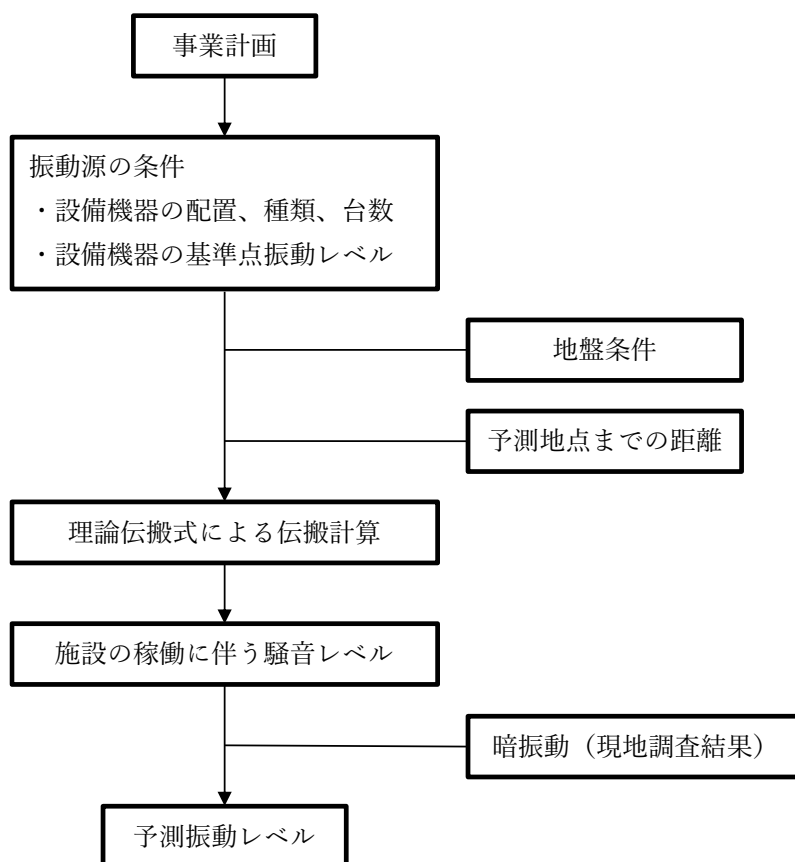 事業計画
振動源の条件
・設備機器の配置、種類、台数
・設備機器の基準点振動レベル
地盤条件
予測地点までの距離
理論伝搬式による伝搬計算
施設の稼働に伴う騒音レベル
暗振動（現地調査結果）
予測振動レベル